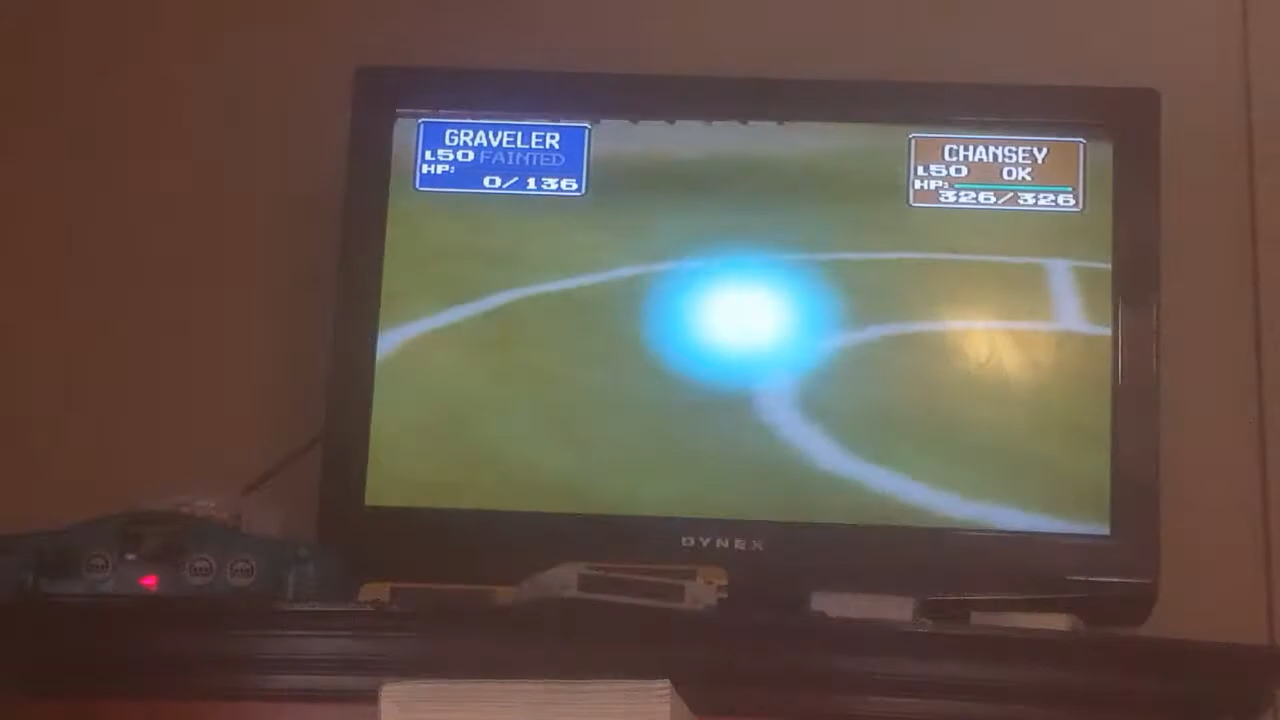 GRAVELER
L50 FAINTED
HP:
0/136
CHANSEY
L50 OK
HP:
326/326
DYNEX